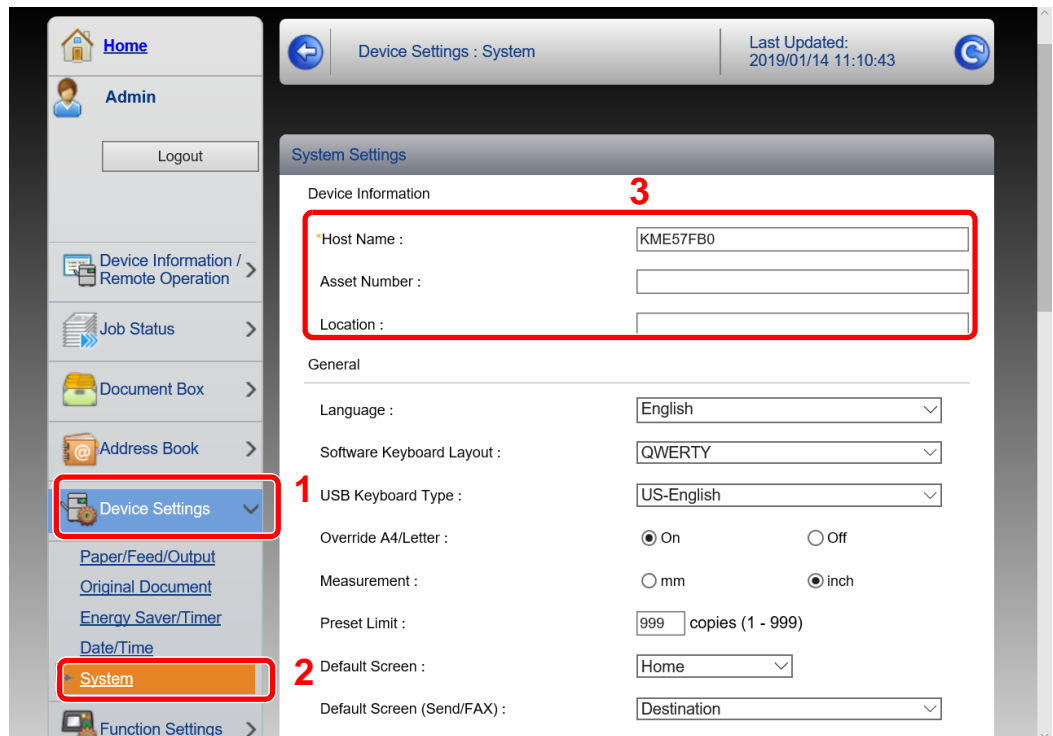 Home
Admin
Logout
Device Information /
Remote Operation
Job Status
Document Box
Address Book
1
Device Settings
Paper/Feed/Output
Original Document
Energy Saver/Timer
Date/Time
2
System
Function Settings
Device Settings : System
Last Updated:
2019/01/14 11:10:43
System Settings
Device Information
3
*Host Name : KME57FB0
Asset Number :
Location :
General
Language : English
Software Keyboard Layout : QWERTY
USB Keyboard Type : US-English
Override A4/Letter : On Off
Measurement : mm inch
Preset Limit : 999 copies (1 - 999)
Default Screen : Home
Default Screen (Send/FAX) : Destination